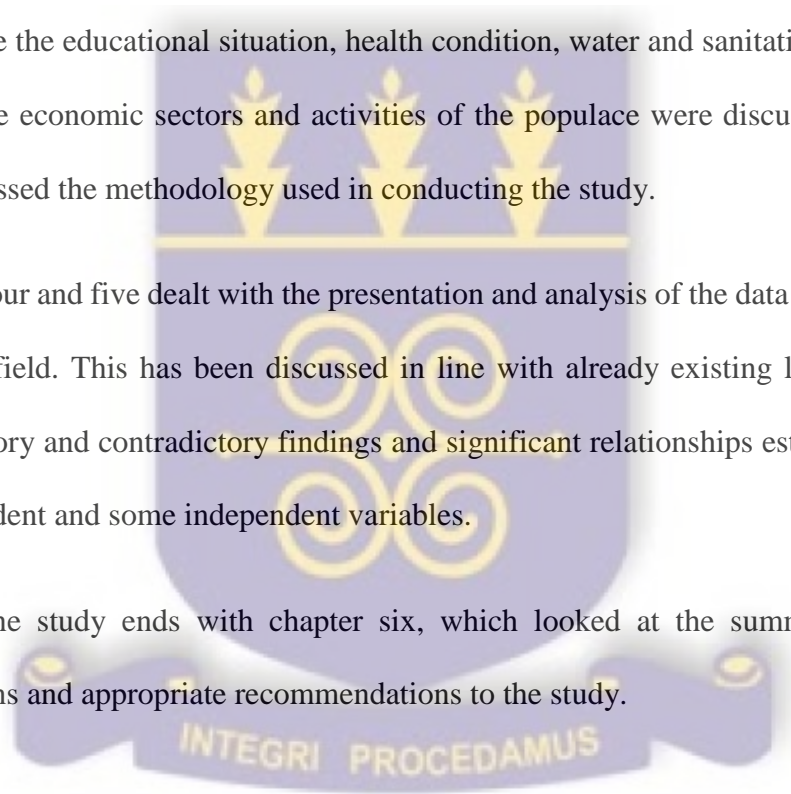 e the educational situation, health condition, water and sanitati
e economic sectors and activities of the populace were discu
ssed the methodology used in conducting the study.
our and five dealt with the presentation and analysis of the data
field. This has been discussed in line with already existing l
ory and contradictory findings and significant relationships est
dent and some independent variables.
ne study ends with chapter six, which looked at the summ
ns and appropriate recommendations to the study.
INTEGRI PROCEDAMUS